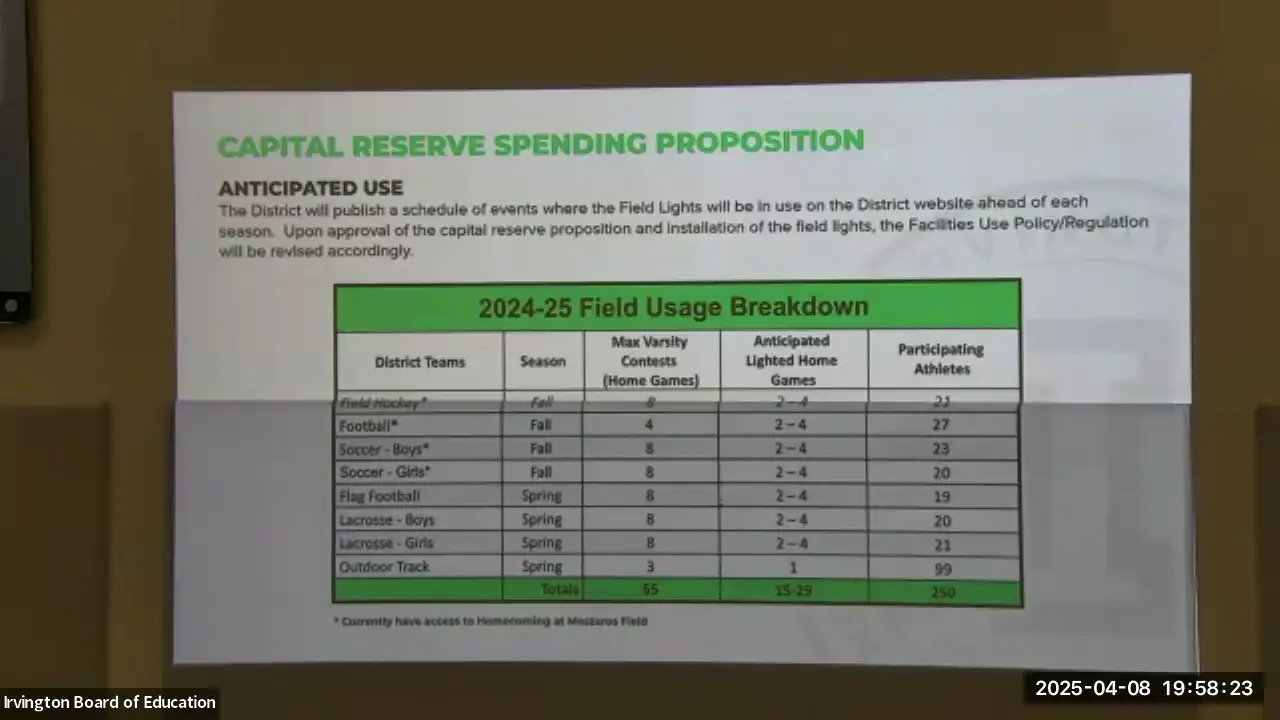 CAPITAL RESERVE SPENDING PROPOSITION
ANTICIPATED USE
The District will publish a schedule of events where the Field Lights will be in use on the District website ahead of each
season. Upon approval of the capital reserve proposition and installation of the field lights, the Facilities Use Policy/Regulation
will be revised accordingly.
2024-25 Field Usage Breakdown
District Teams Season Max Varsity Contests (Home Games) Anticipated Lighted Home Games Participating Athletes
Field Hockey* Fall 8 2 – 4 21
Football* Fall 4 2 – 4 27
Soccer - Boys* Fall 8 2 – 4 23
Soccer - Girls* Fall 8 2 – 4 20
Flag Football Spring 8 2 – 4 19
Lacrosse - Boys Spring 8 2 – 4 20
Lacrosse - Girls Spring 8 2 – 4 21
Outdoor Track Spring 3 1 99
Totals 55 15-29 250
* Currently have access to Homecoming at Meszaros Field
Irvington Board of Education
2025-04-08 19:58:23